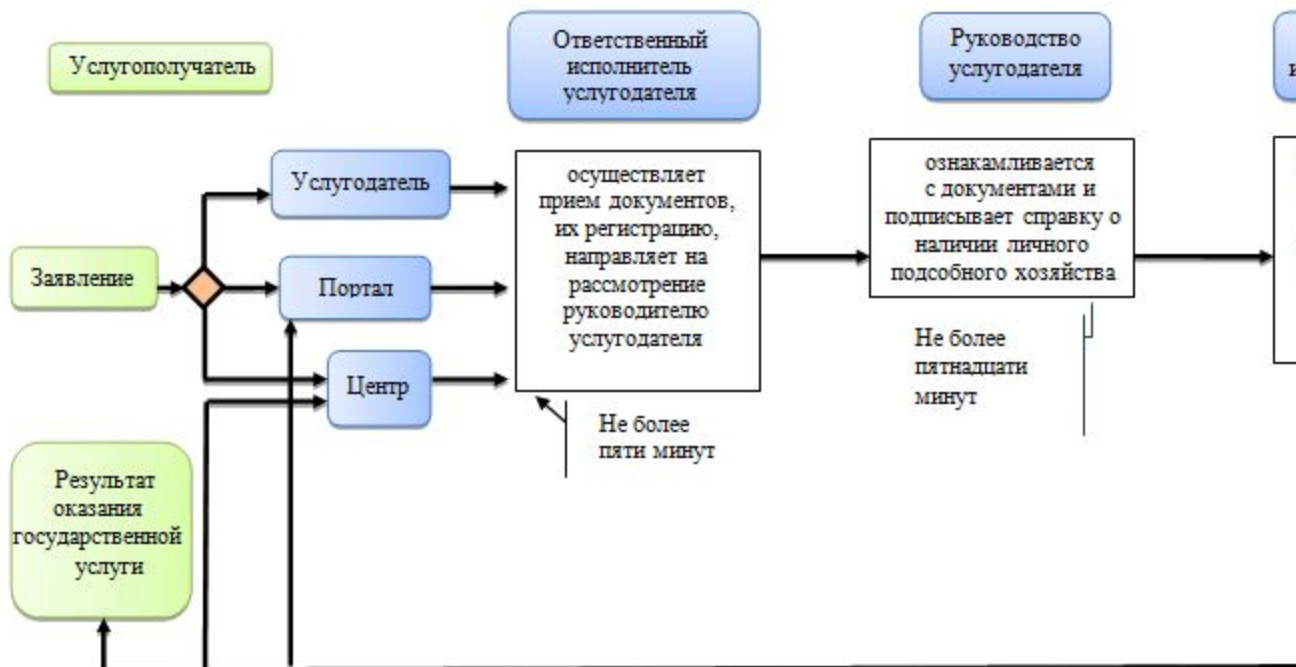 Услугополучатель
Ответственный
исполнитель
услугодателя
Руководство
услугодателя
Услугодатель
Заявление
Портал
Центр
осуществляет
прием документов,
их регистрацию,
направляет на
рассмотрение
руководителю
услугодателя
ознакамливается
с документами и
подписывает справку о
наличии личного
подсобного хозяйства
Не более
пяти минут
Не более
пятнадцати
минут
Результат
оказания
государственной
услуги